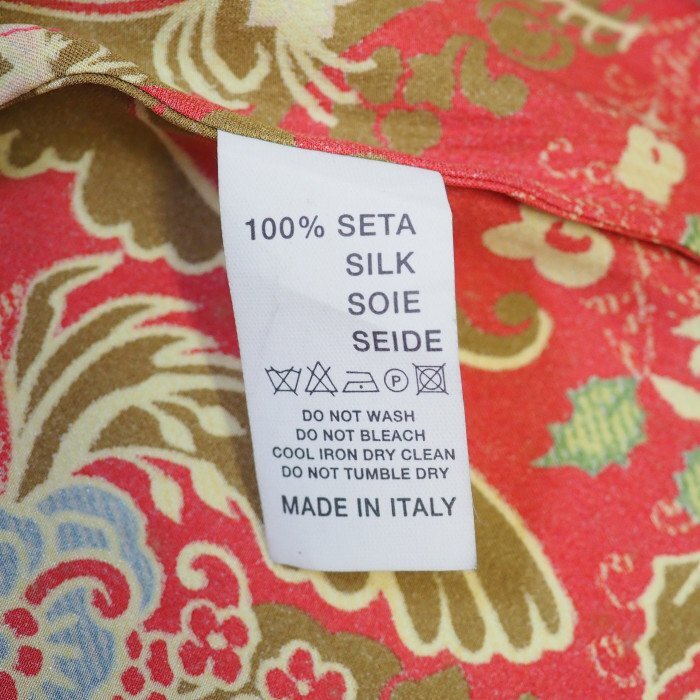 100% SETA
SILK
SOIE
SEIDE
P
DO NOT WASH
DO NOT BLEACH
COOL IRON DRY CLEAN
DO NOT TUMBLE DRY
MADE IN ITALY